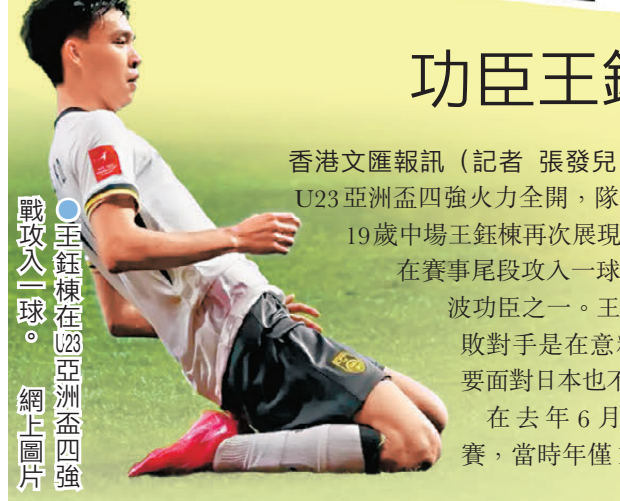 功臣王鈺
香港文匯報訊（記者 張發兒
U23亞洲盃四強火力全開，隊
19歲中場王鈺棟再次展現
在賽事尾段攻入一球
波功臣之一。王
敗對手是在意料
要面對日本也不
在去年6月
賽，當時年僅1
●王鈺棟在U23亞洲盃四強
戰攻入一球。 網上圖片